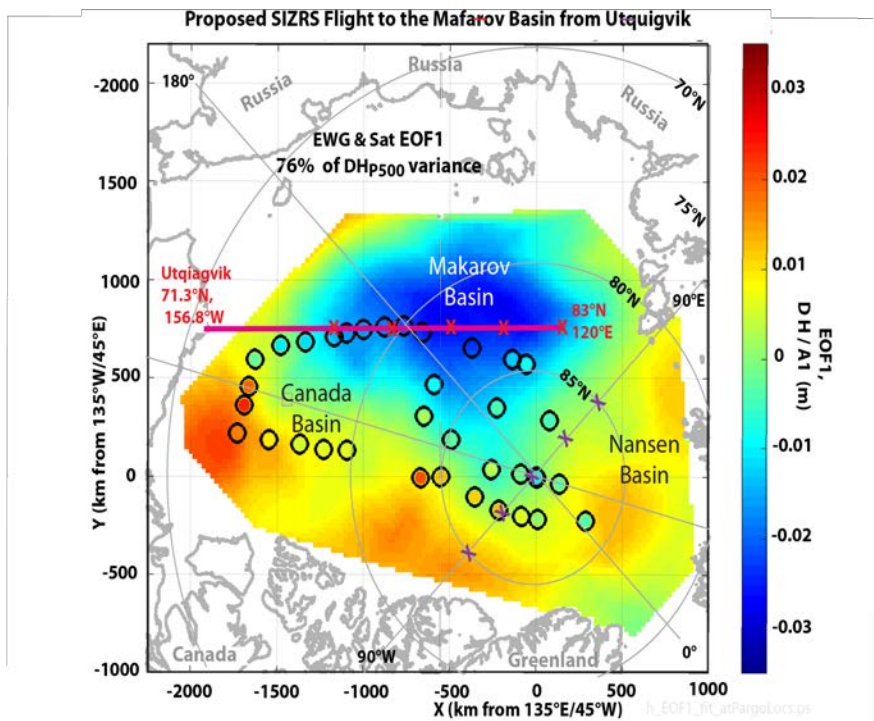 Proposed SIZRS Flight to the Mafarov Basin from Utquigvik
Russia
180°
Russia
Russia
70°N
EWG & Sat EOF1
76% of DHP500 variance
75°N
Makarov
Basin
80°N
90°E
Utqiagvik
71.3°N,
156.8°W
83°N
120°E
85°N
Canada
Basin
Nansen
Basin
Canada
90°W
Greenland
0°
-2000
1500
1000
500
0
-500
-1000
Y (km from 135°W/45°E)
-2000
-1500
-1000
-500
0
500
1000
X (km from 135°E/45°W)
h_EOF1_fit_atPargoLocs.ps
0.03
0.02
0.01
0
-0.01
-0.02
-0.03
EOF1,
DH/A1 (m)